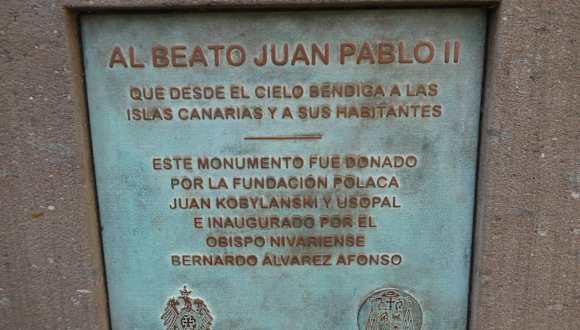 AL BEATO JUAN PABLO II
QUE DESDE EL CIELO BENDIGA A LAS
ISLAS CANARIAS Y A SUS HABITANTES
ESTE MONUMENTO FUE DONADO
POR LA FUNDACIÓN POLACA
JUAN KOBYLAŃSKI Y USOPAL
E INAUGURADO POR EL
OBISPO NIVARIENSE
BERNARDO ÁLVAREZ AFONSO